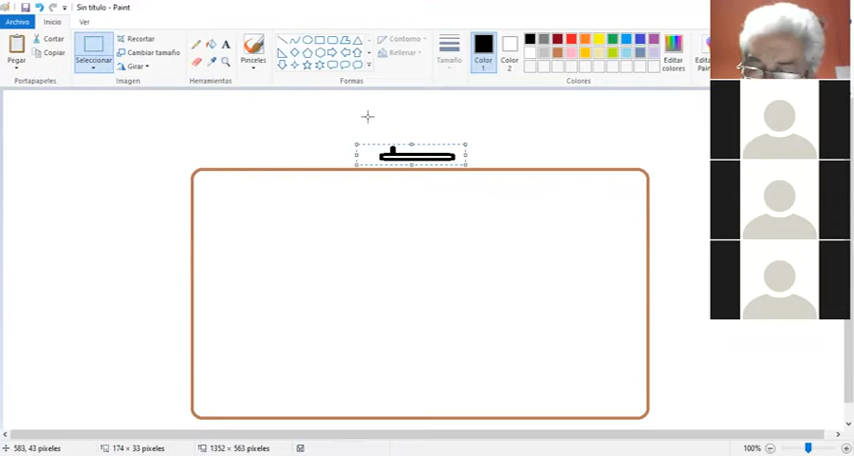 Sin título - Paint
Archivo Inicio Ver
Pegar
Cortar
Copiar
Portapapeles
Seleccionar
Recortar
Cambiar tamaño
Girar
Imagen
A
Herramientas
Pinceles
Contorno
Rellenar
Formas
Tamaño
Color 1
Color 2
Colores
Editar colores
583, 43 píxeles 174 × 33 píxeles 1352 × 563 píxeles 100%